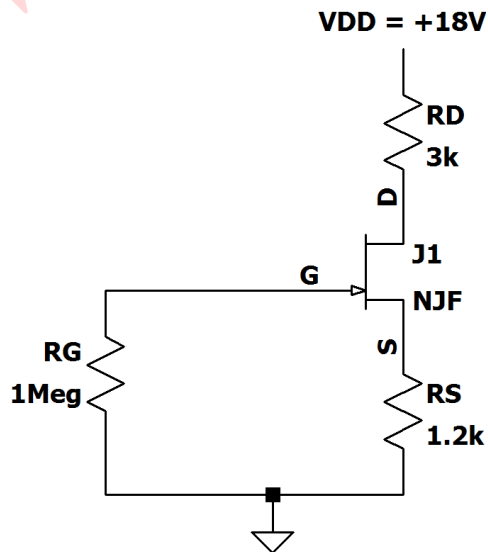 VDD = +18V
RD
3k
D
J1
G
NJF
S
RG
1Meg
RS
1.2k